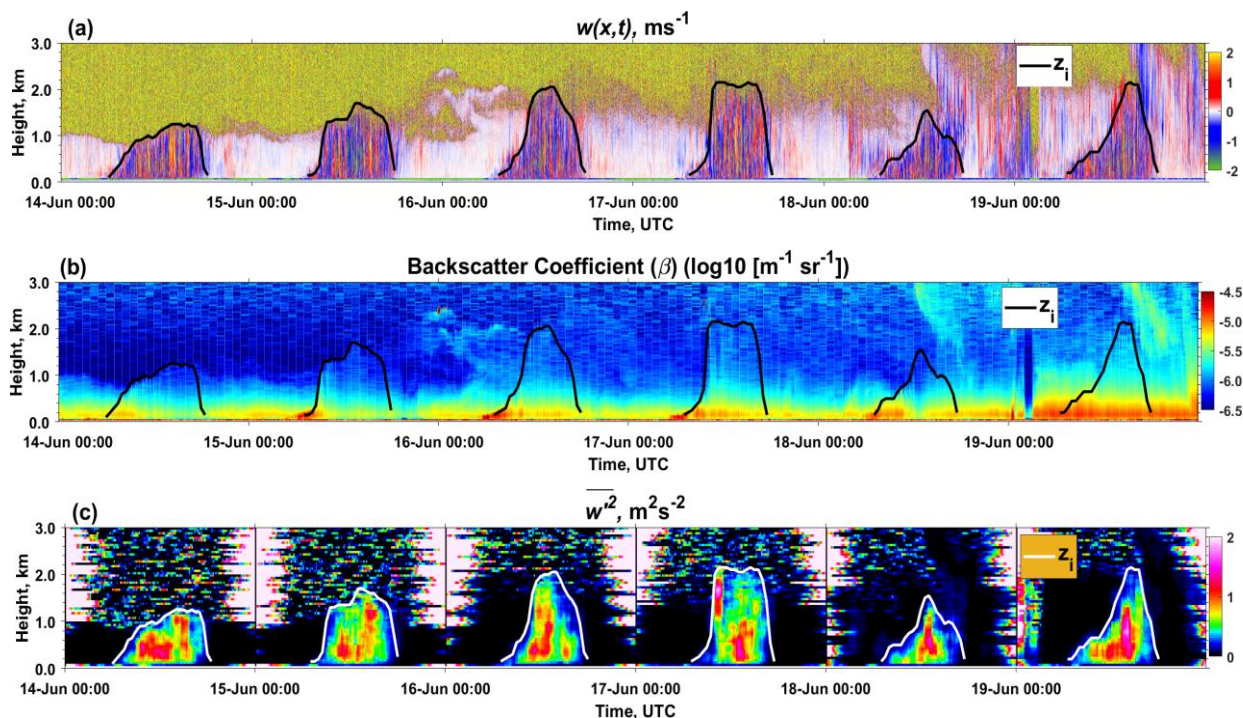 (a) w(x,t), ms⁻¹
3.0
2.0
1.0
0.0
Height, km
z_i
2
1
0
-1
-2
14-Jun 00:00 15-Jun 00:00 16-Jun 00:00 17-Jun 00:00 18-Jun 00:00 19-Jun 00:00
Time, UTC
(b) Backscatter Coefficient (β) (log10 [m⁻¹ sr⁻¹])
3.0
2.0
1.0
0.0
Height, km
z_i
-4.5
-5.0
-5.5
-6.0
-6.5
14-Jun 00:00 15-Jun 00:00 16-Jun 00:00 17-Jun 00:00 18-Jun 00:00 19-Jun 00:00
Time, UTC
(c) w'², m²s⁻²
3.0
2.0
1.0
0.0
Height, km
z_i
2
1
0
14-Jun 00:00 15-Jun 00:00 16-Jun 00:00 17-Jun 00:00 18-Jun 00:00 19-Jun 00:00
Time, UTC